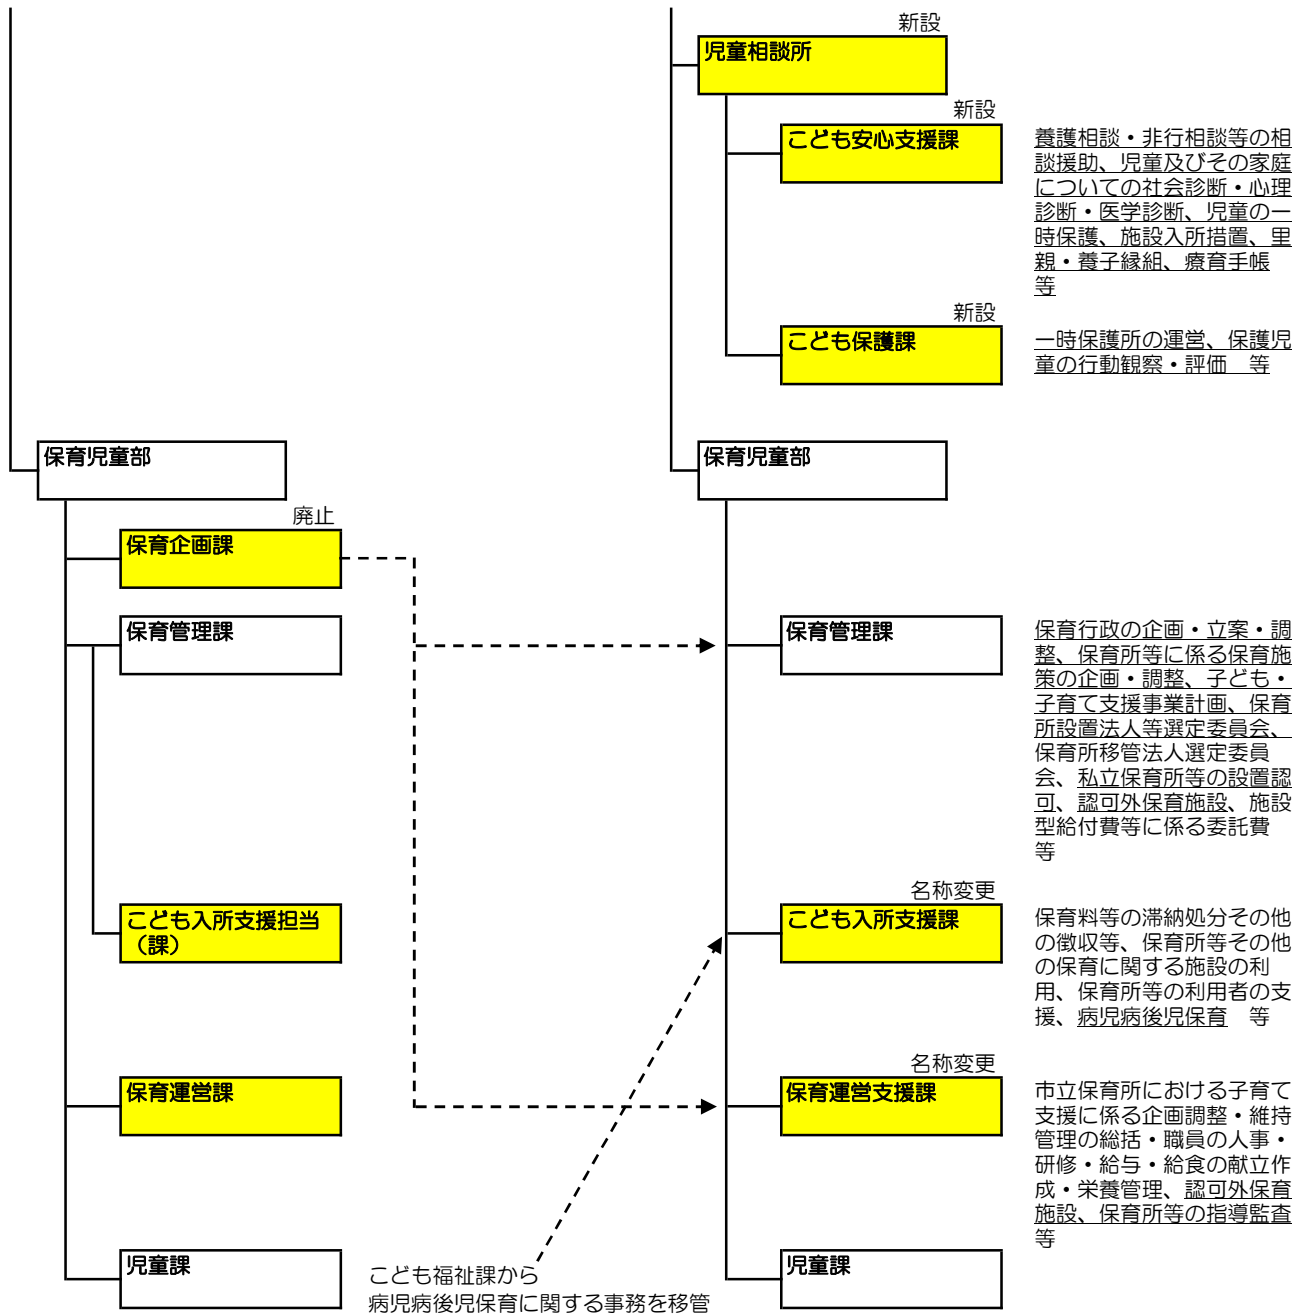 新設
児童相談所
新設
こども安心支援課
養護相談・非行相談等の相
談援助、児童及びその家庭
についての社会診断・心理
診断・医学診断、児童の一
時保護、施設入所措置、里
親・養子縁組、療育手帳
等
新設
こども保護課
一時保護所の運営、保護児
童の行動観察・評価　等
保育児童部
保育児童部
廃止
保育企画課
保育管理課
保育管理課
保育行政の企画・立案・調
整、保育所等に係る保育施
策の企画・調整、子ども・
子育て支援事業計画、保育
所設置法人等選定委員会、
保育所移管法人選定委員
会、私立保育所等の設置認
可、認可外保育施設、施設
型給付費等に係る委託費
等
こども入所支援担当
（課）
名称変更
こども入所支援課
保育料等の滞納処分その他
の徴収等、保育所等その他
の保育に関する施設の利
用、保育所等の利用者の支
援、病児病後児保育　等
保育運営課
名称変更
保育運営支援課
市立保育所における子育て
支援に係る企画調整・維持
管理の総括・職員の人事・
研修・給与・給食の献立作
成・栄養管理、認可外保育
施設、保育所等の指導監査
等
児童課
こども福祉課から
病児病後児保育に関する事務を移管
児童課